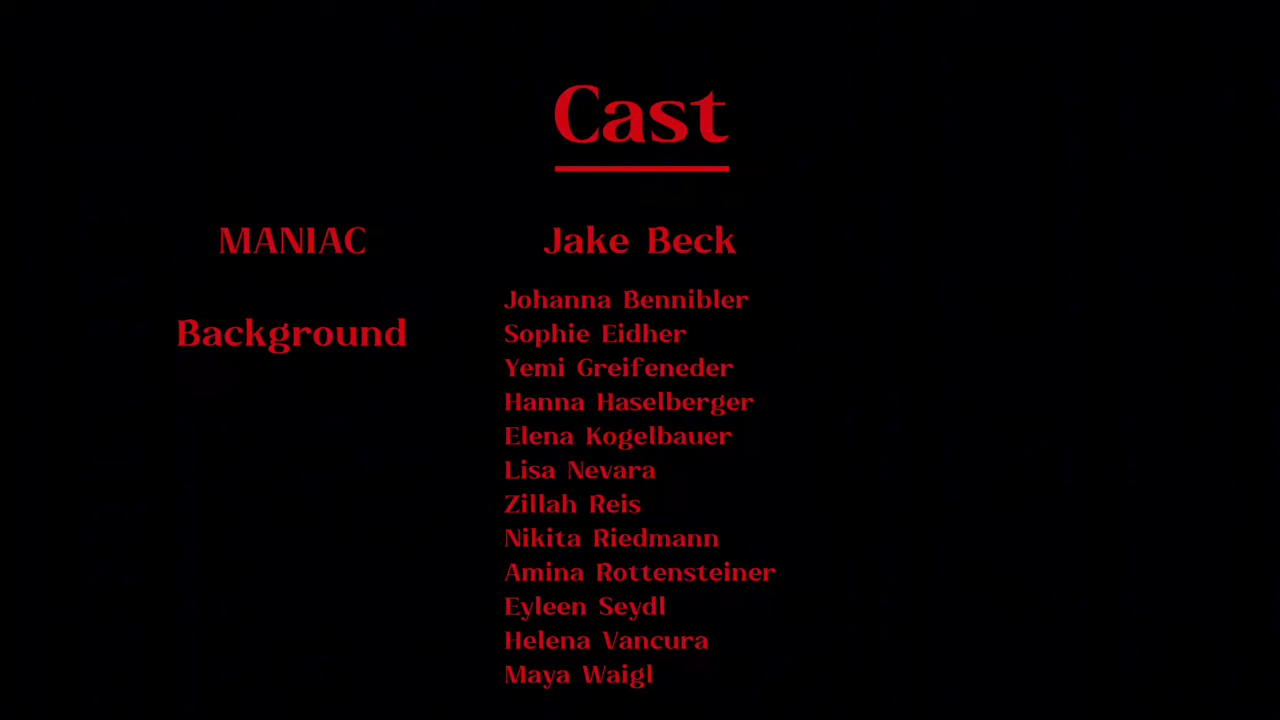 Cast
MANIAC Jake Beck
Johanna Bennibler
Background Sophie Eidher
Yemi Greifeneder
Hanna Haselberger
Elena Kogelbauer
Lisa Nevara
Zillah Reis
Nikita Riedmann
Amina Rottensteiner
Eyleen Seydl
Helena Vancura
Maya Waigl